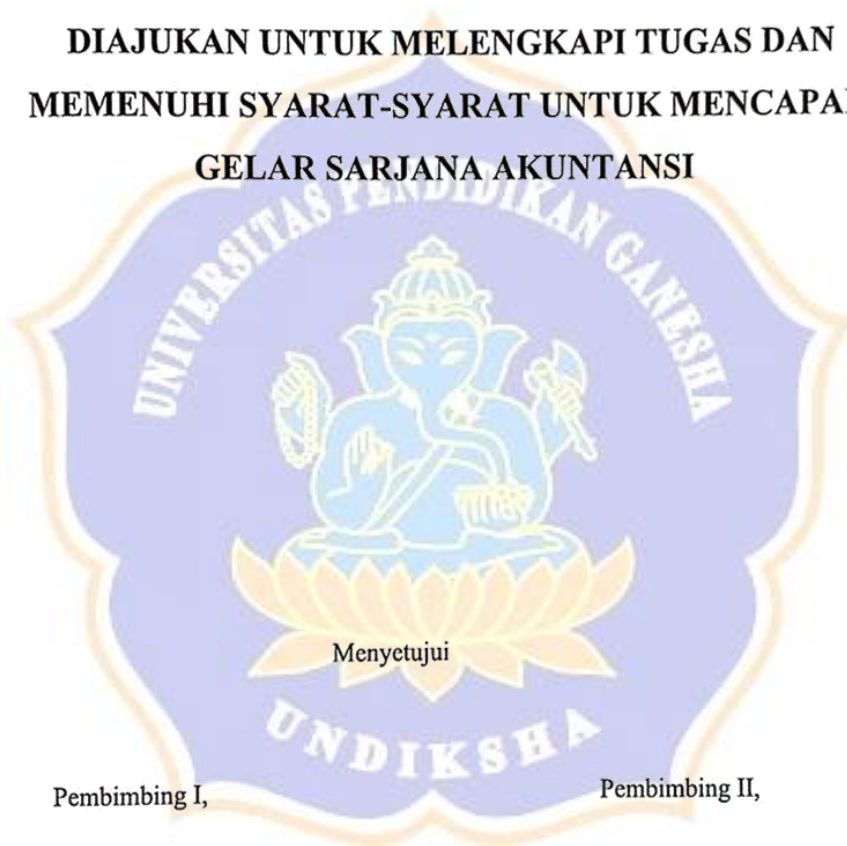 DIAJUKAN UNTUK MELENGKAPI TUGAS DAN
MEMENUHI SYARAT-SYARAT UNTUK MENCAPA
GELAR SARJANA AKUNTANSI
UNIVERSITAS PENDIDIKAN GANESHA
Menyetujui
UNDIKSHA
Pembimbing I,
Pembimbing II,